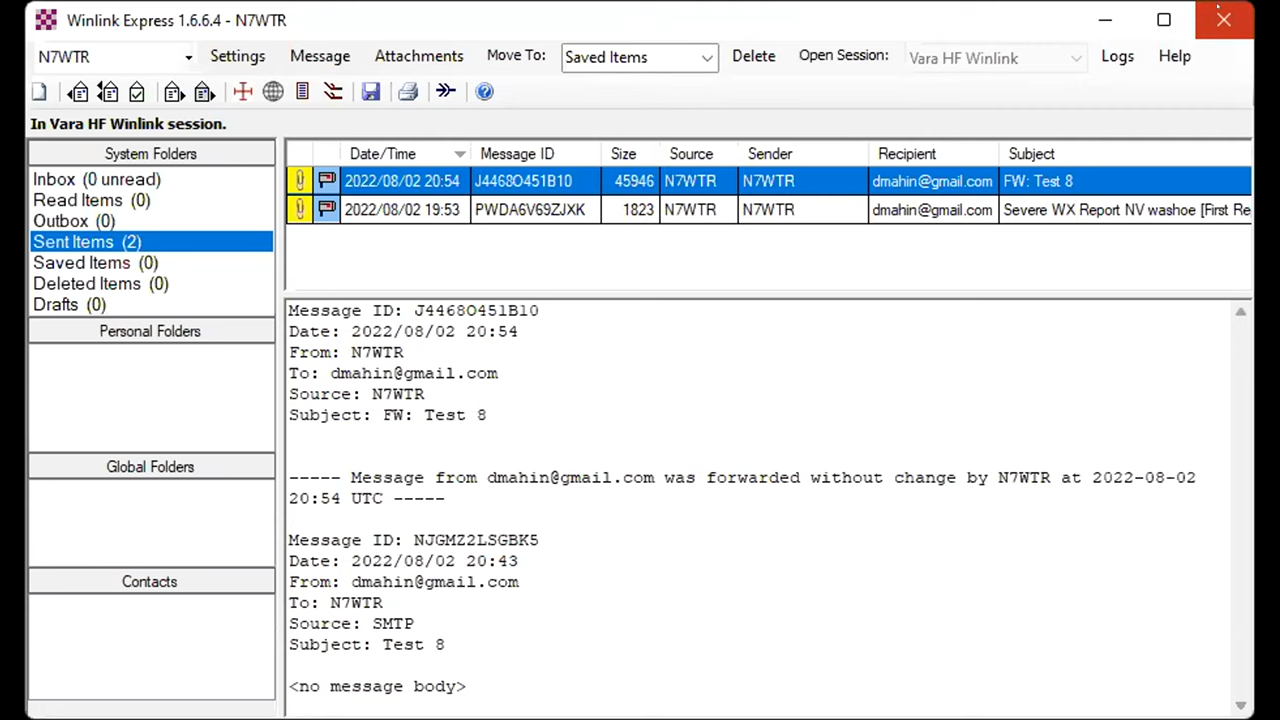 Winlink Express 1.6.6.4 - N7WTR
N7WTR Settings Message Attachments Move To: Saved Items Delete Open Session: Vara HF Winlink Logs Help
In Vara HF Winlink session.
System Folders
Inbox (0 unread)
Read Items (0)
Outbox (0)
Sent Items (2)
Saved Items (0)
Deleted Items (0)
Drafts (0)
Personal Folders
Global Folders
Contacts
Date/Time Message ID Size Source Sender Recipient Subject
2022/08/02 20:54 J4468O451B10 45946 N7WTR N7WTR dmahin@gmail.com FW: Test 8
2022/08/02 19:53 PWDA6V69ZJXK 1823 N7WTR N7WTR dmahin@gmail.com Severe WX Report NV washoe [First Re
Message ID: J4468O451B10
Date: 2022/08/02 20:54
From: N7WTR
To: dmahin@gmail.com
Source: N7WTR
Subject: FW: Test 8
----- Message from dmahin@gmail.com was forwarded without change by N7WTR at 2022-08-02
20:54 UTC -----
Message ID: NJGMZ2LSGBK5
Date: 2022/08/02 20:43
From: dmahin@gmail.com
To: N7WTR
Source: SMTP
Subject: Test 8
<no message body>